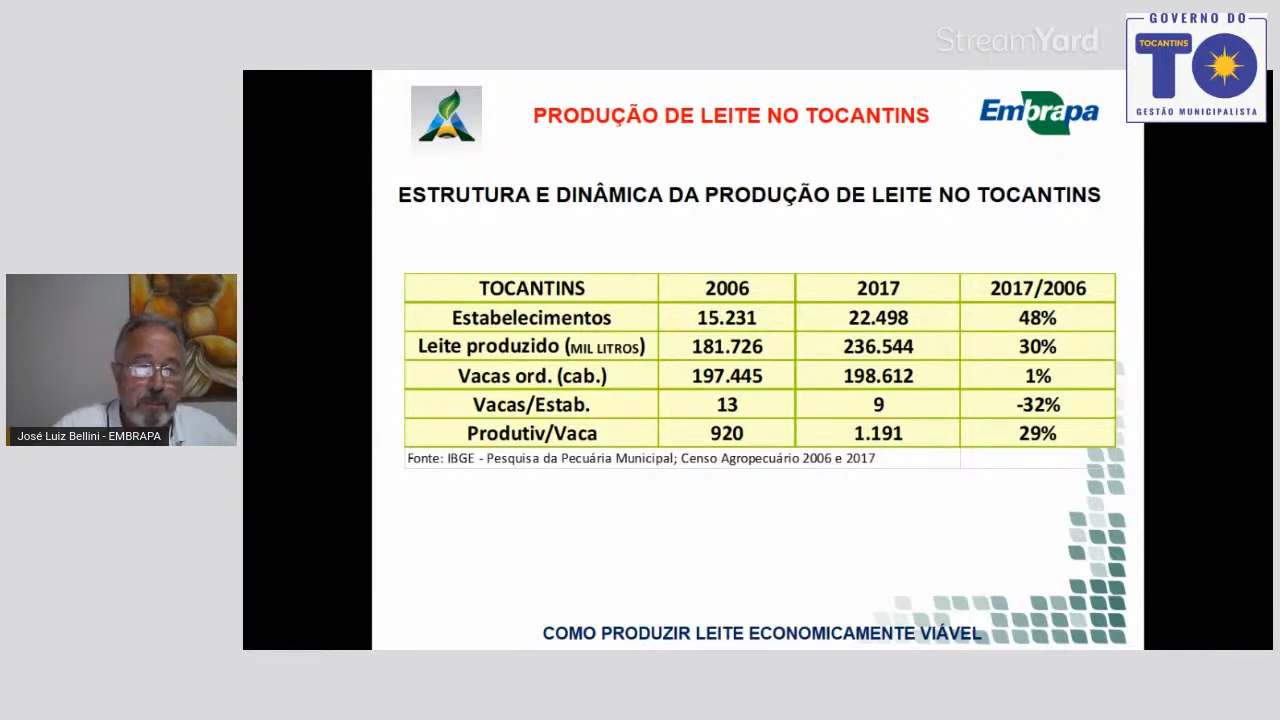 StreamYard
GOVERNO DO
TOCANTINS
TO
GESTÃO MUNICIPALISTA
PRODUÇÃO DE LEITE NO TOCANTINS
Embrapa
ESTRUTURA E DINÂMICA DA PRODUÇÃO DE LEITE NO TOCANTINS
TOCANTINS 2006 2017 2017/2006
Estabelecimentos 15.231 22.498 48%
Leite produzido (MIL LITROS) 181.726 236.544 30%
Vacas ord. (cab.) 197.445 198.612 1%
Vacas/Estab. 13 9 -32%
Produtiv/Vaca 920 1.191 29%
Fonte: IBGE - Pesquisa da Pecuária Municipal; Censo Agropecuário 2006 e 2017
José Luiz Bellini - EMBRAPA
COMO PRODUZIR LEITE ECONOMICAMENTE VIÁVEL